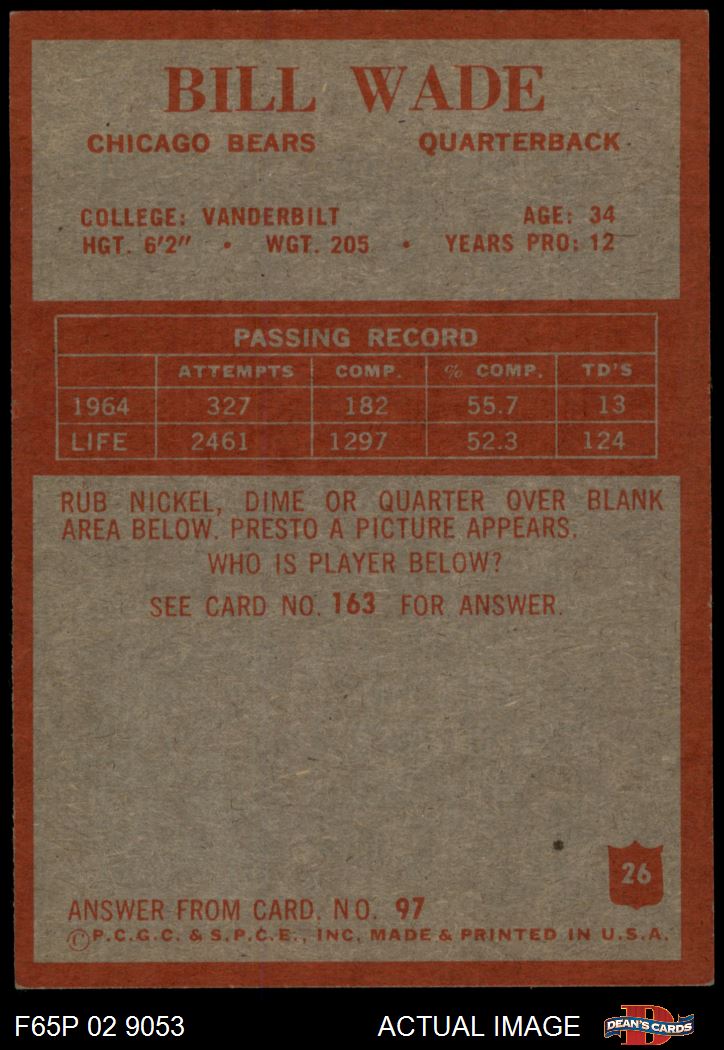 BILL WADE
CHICAGO BEARS QUARTERBACK
COLLEGE: VANDERBILT AGE: 34
HGT. 6'2" • WGT. 205 • YEARS PRO: 12
PASSING RECORD
ATTEMPTS COMP. % COMP. TD'S
1964 327 182 55.7 13
LIFE 2461 1297 52.3 124
RUB NICKEL, DIME OR QUARTER OVER BLANK
AREA BELOW. PRESTO A PICTURE APPEARS.
WHO IS PLAYER BELOW?
SEE CARD NO. 163 FOR ANSWER.
26
ANSWER FROM CARD. NO. 97
©P.C.G.C. & S.P.C.E., INC. MADE & PRINTED IN U.S.A.
F65P 02 9053 ACTUAL IMAGE
D
DEAN'S CARDS